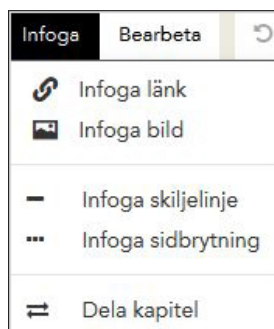 Infoga Bearbeta
Infoga länk
Infoga bild
Infoga skiljelinje
Infoga sidbrytning
Dela kapitel